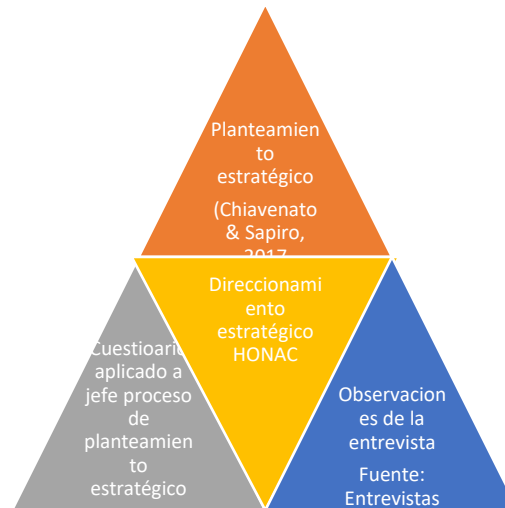 Planteamien
to
estratégico
(Chiavenato
& Sapiro,
2017
Direccionami
ento
estratégico
HONAC
Cuestioario
aplicado a
jefe proceso
de
planteamien
to
estratégico
Observacion
es de la
entrevista
Fuente:
Entrevistas